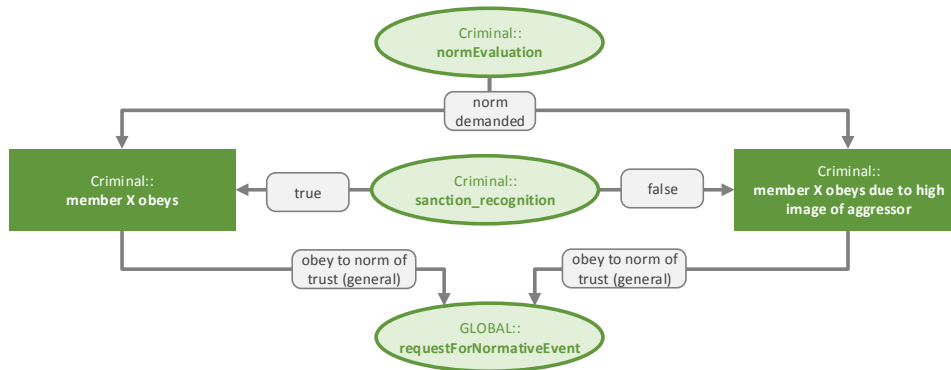 Criminal::
normEvaluation
norm
demanded
Criminal::
member X obeys
true
Criminal::
sanction_recognition
false
Criminal::
member X obeys due to high
image of aggressor
obey to norm of
trust (general)
obey to norm of
trust (general)
GLOBAL::
requestForNormativeEvent